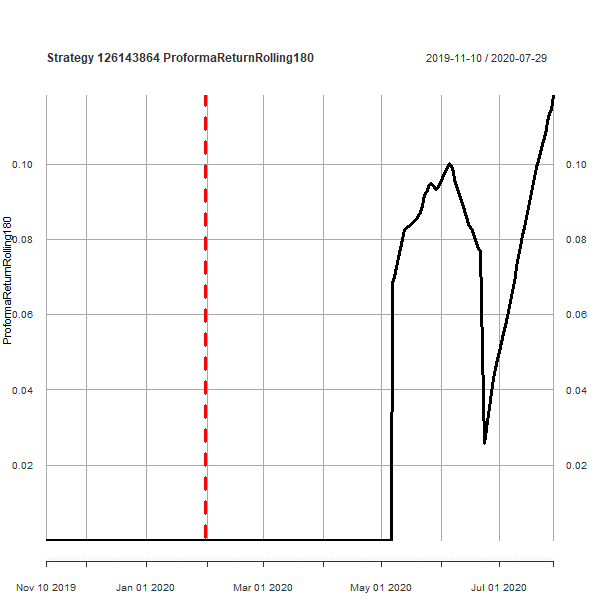 Strategy 126143864 ProformaReturnRolling180
2019-11-10 / 2020-07-29
ProformaReturnRolling180
0.10
0.10
0.08
0.08
0.06
0.06
0.04
0.04
0.02
0.02
Nov 10 2019
Jan 01 2020
Mar 01 2020
May 01 2020
Jul 01 2020